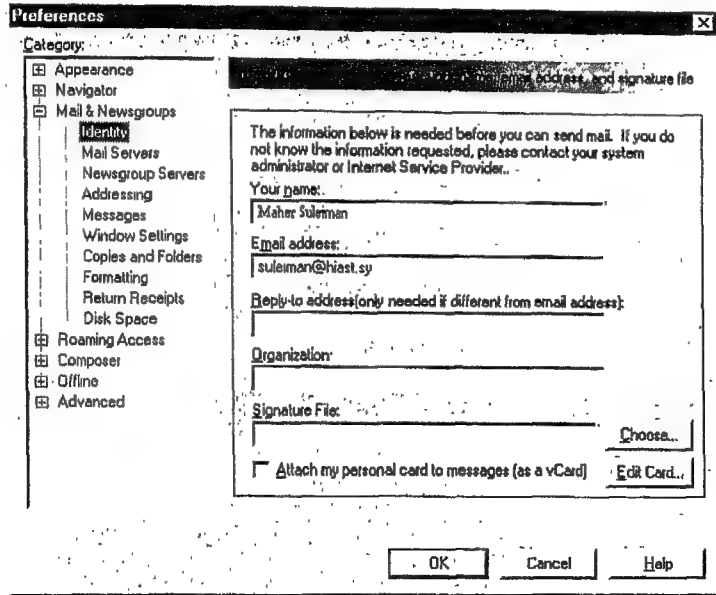 Preferences
Category:
Appearance
Navigator
Mail & Newsgroups
Identity
Mail Servers
Newsgroup Servers
Addressing
Messages
Window Settings
Copies and Folders
Formatting
Return Receipts
Disk Space
Roaming Access
Composer
Offline
Advanced
email address, and signature file
The information below is needed before you can send mail. If you do
not know the information requested, please contact your system
administrator or Internet Service Provider..
Your name:
Maher Suleiman
Email address:
suleiman@hiast.sy
Reply-to address(only needed if different from email address):
Organization:
Signature File:
Choose...
Attach my personal card to messages (as a vCard)
Edit Card...
OK
Cancel
Help